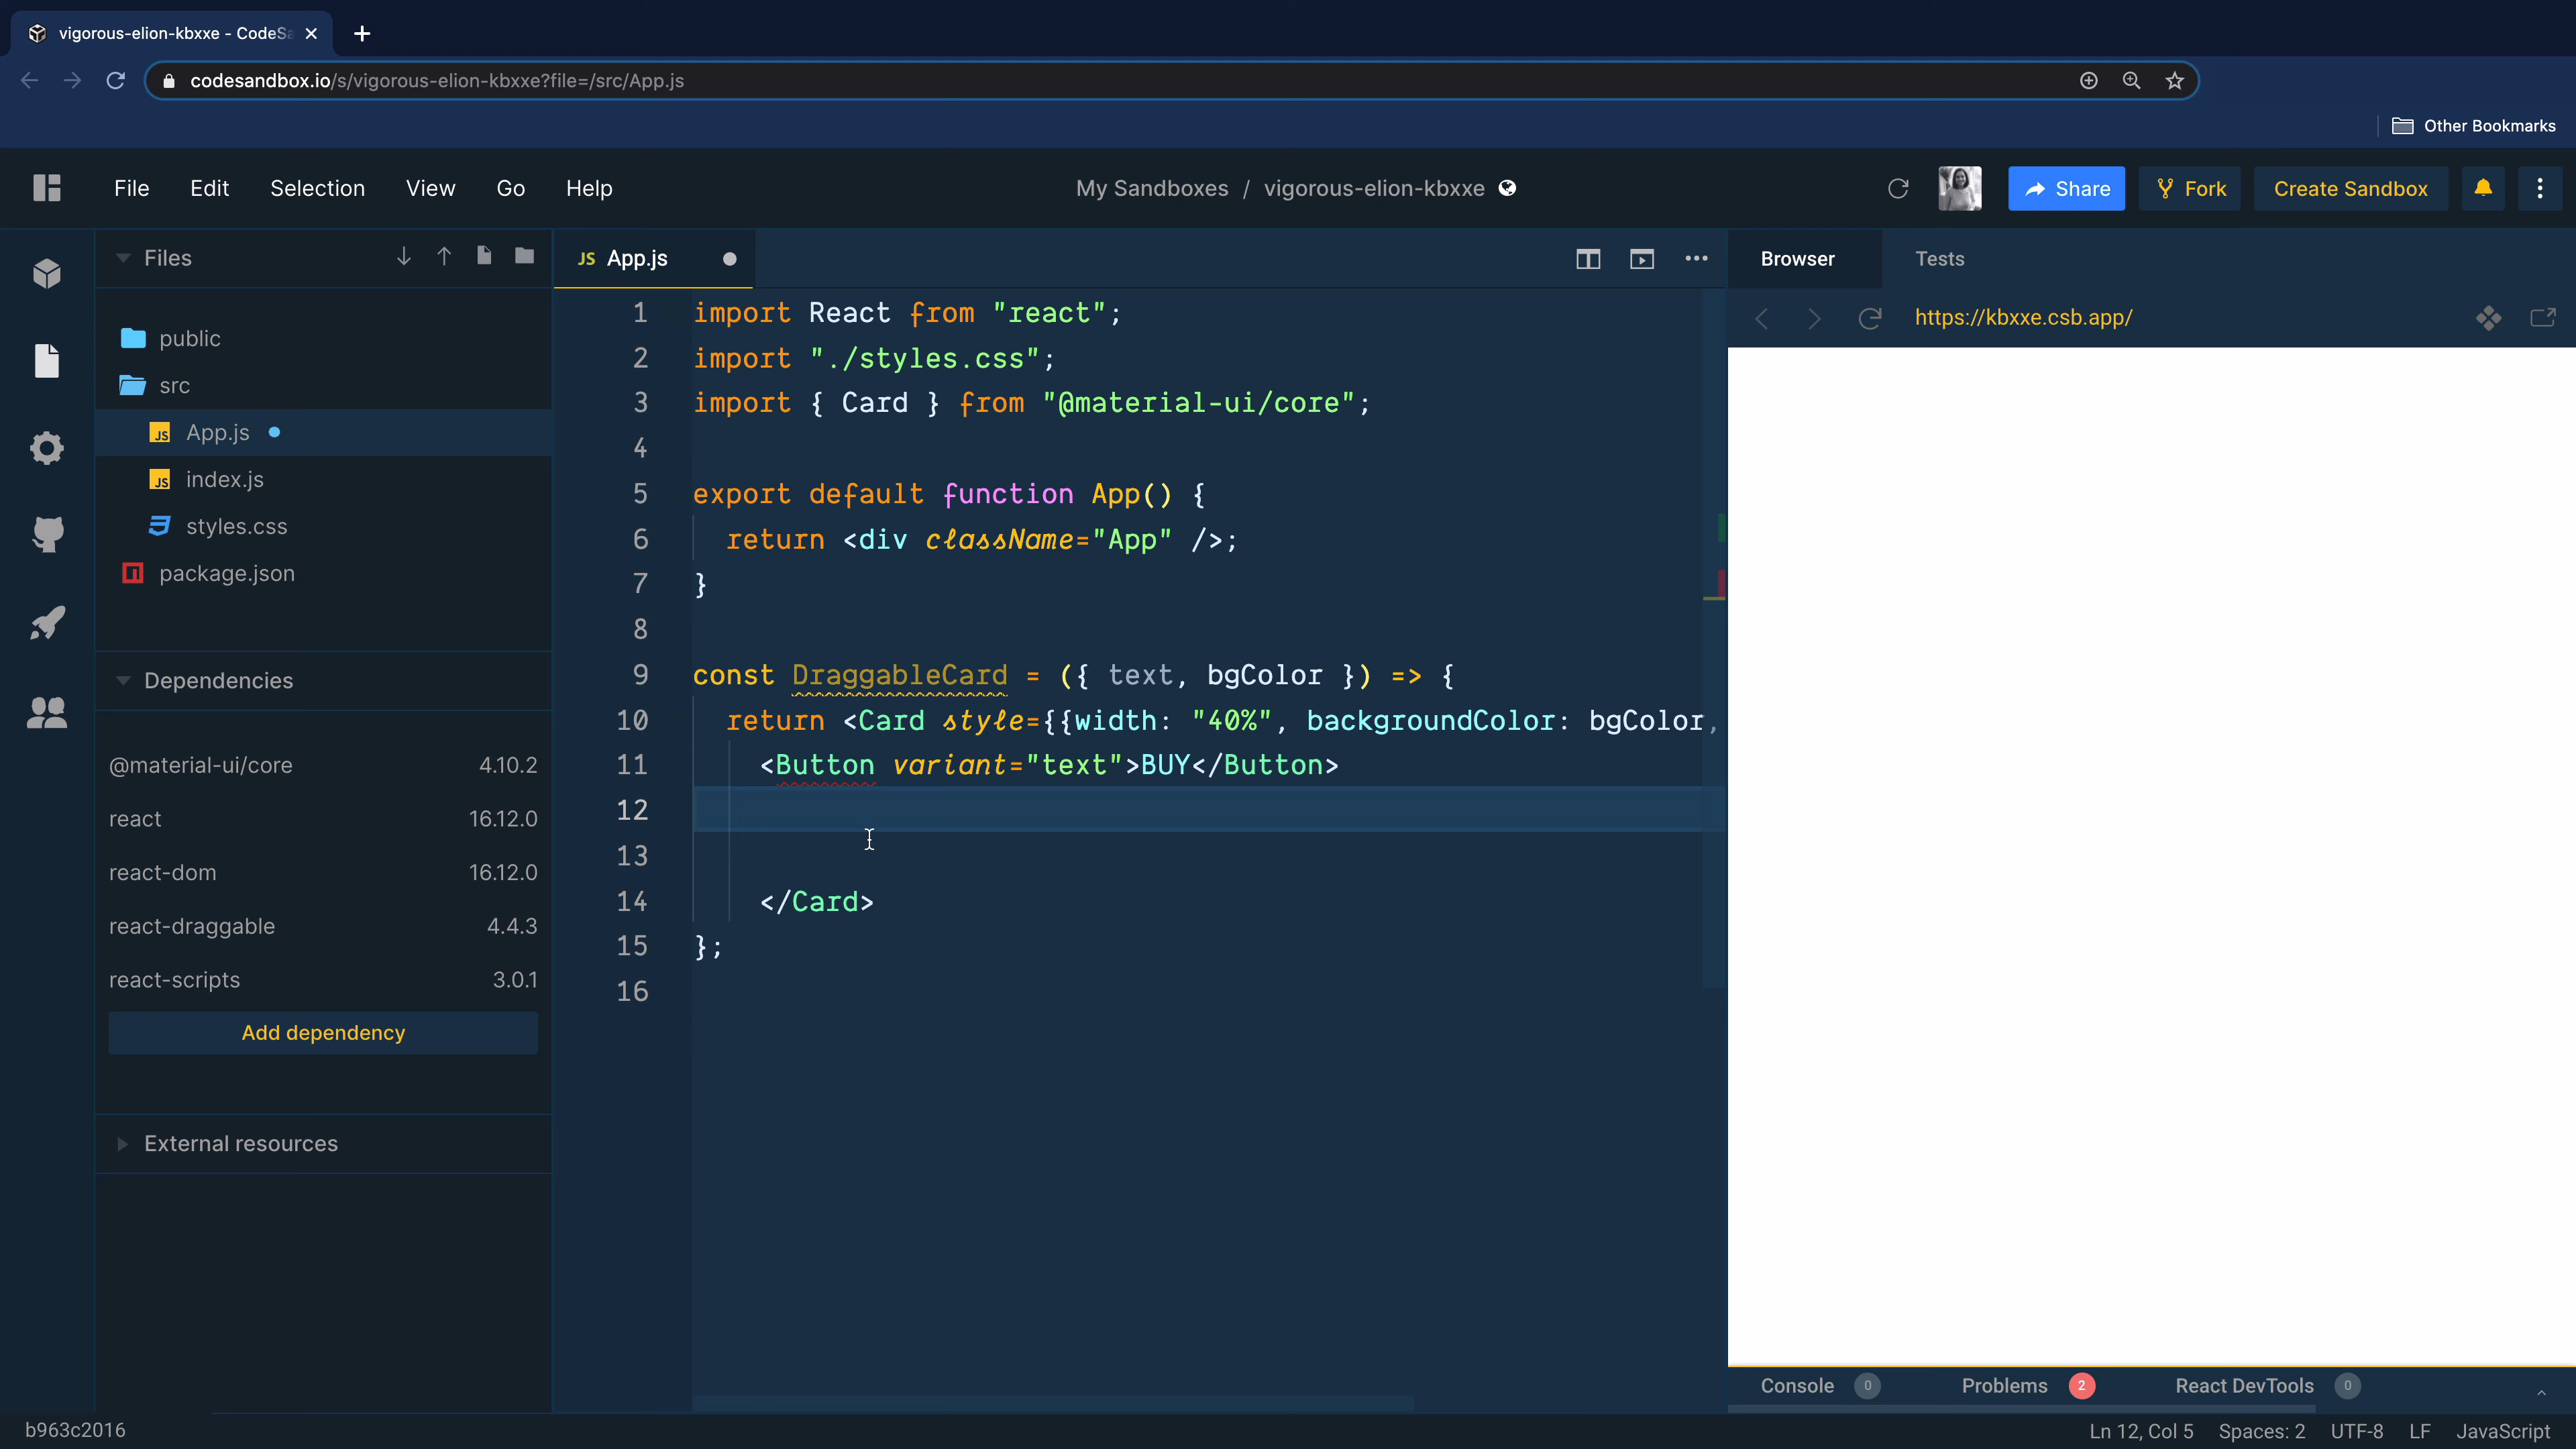 vigorous-elion-kbxxe - CodeSa
codesandbox.io/s/vigorous-elion-kbxxe?file=/src/App.js
Other Bookmarks
File Edit Selection View Go Help
My Sandboxes / vigorous-elion-kbxxe
Share
Fork
Create Sandbox
Files
public
src
JS App.js
JS index.js
styles.css
package.json
Dependencies
@material-ui/core 4.10.2
react 16.12.0
react-dom 16.12.0
react-draggable 4.4.3
react-scripts 3.0.1
Add dependency
External resources
JS App.js
1 import React from "react";
2 import "./styles.css";
3 import { Card } from "@material-ui/core";
4
5 export default function App() {
6 return <div className="App" />;
7 }
8
9 const DraggableCard = ({ text, bgColor }) => {
10 return <Card style={{width: "40%", backgroundColor: bgColor,
11 <Button variant="text">BUY</Button>
12
13
14 </Card>
15 };
16
Browser Tests
https://kbxxe.csb.app/
Console 0 Problems 2 React DevTools 0
b963c2016
Ln 12, Col 5 Spaces: 2 UTF-8 LF JavaScript